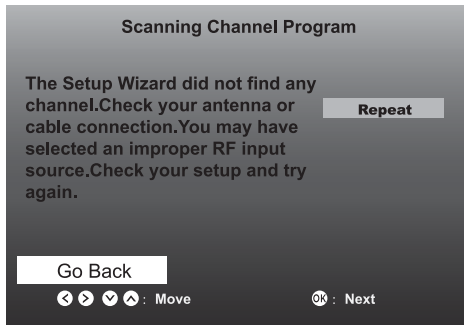 Scanning Channel Program
The Setup Wizard did not find any
channel.Check your antenna or
cable connection.You may have
selected an improper RF input
source.Check your setup and try
again.
Repeat
Go Back
: Move
OK : Next